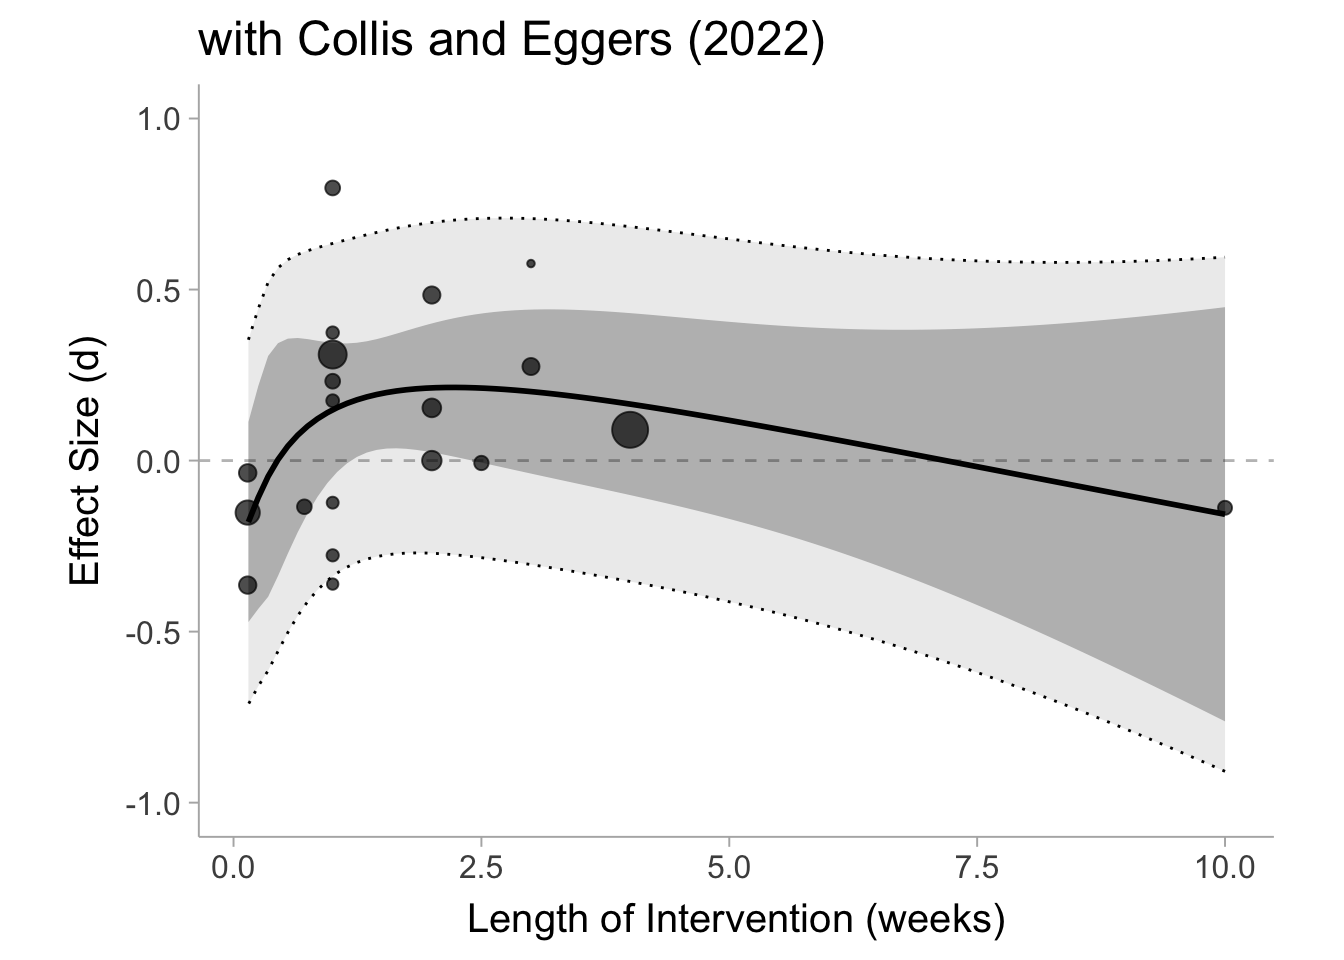 with Collis and Eggers (2022)
1.0
0.5
0.0
-0.5
-1.0
Effect Size (d)
0.0 2.5 5.0 7.5 10.0
Length of Intervention (weeks)